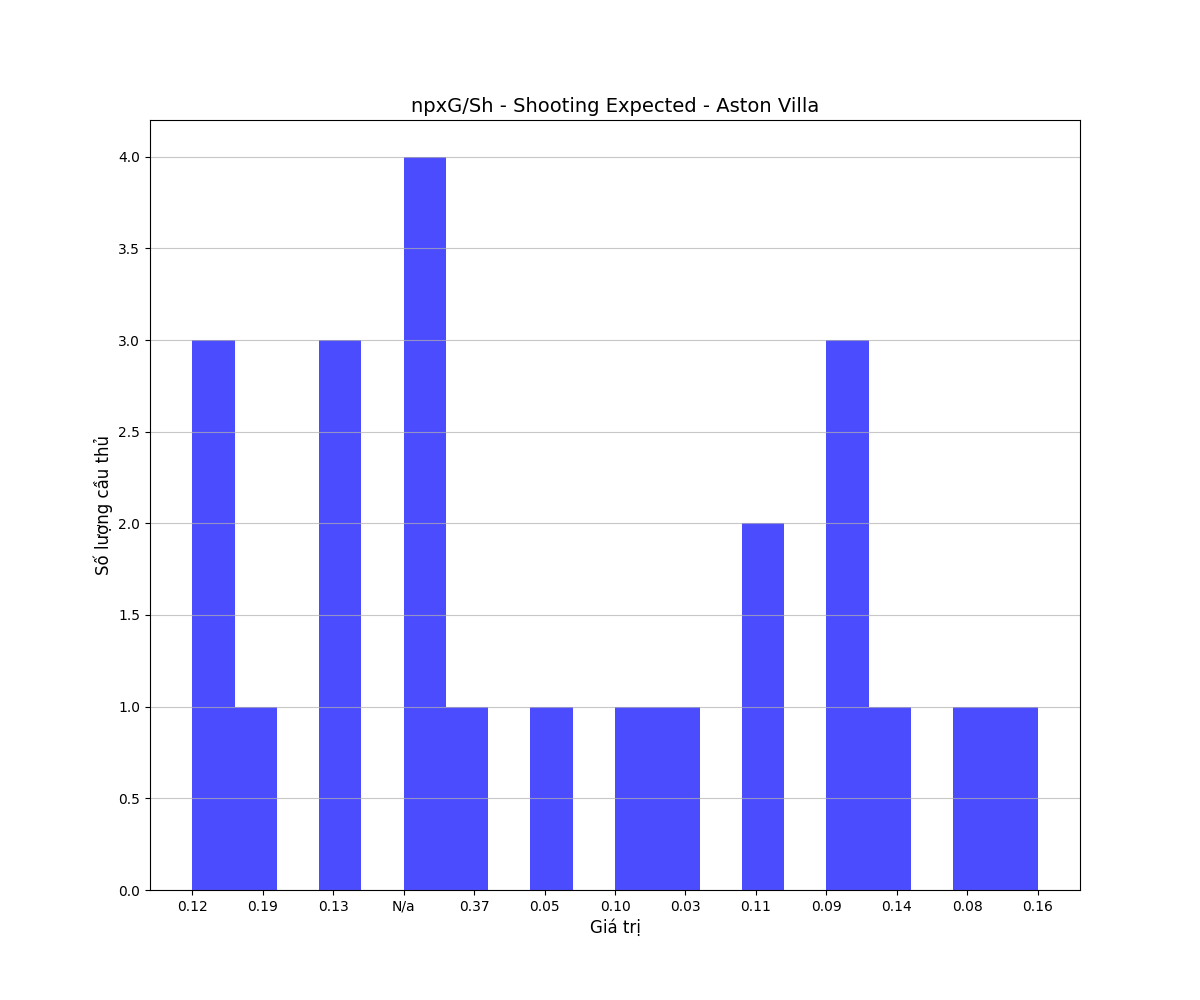 npxG/Sh - Shooting Expected - Aston Villa
4.0
3.5
3.0
2.5
2.0
1.5
1.0
0.5
0.0
Số lượng cầu thủ
0.12 0.19 0.13 N/a 0.37 0.05 0.10 0.03 0.11 0.09 0.14 0.08 0.16
Giá trị